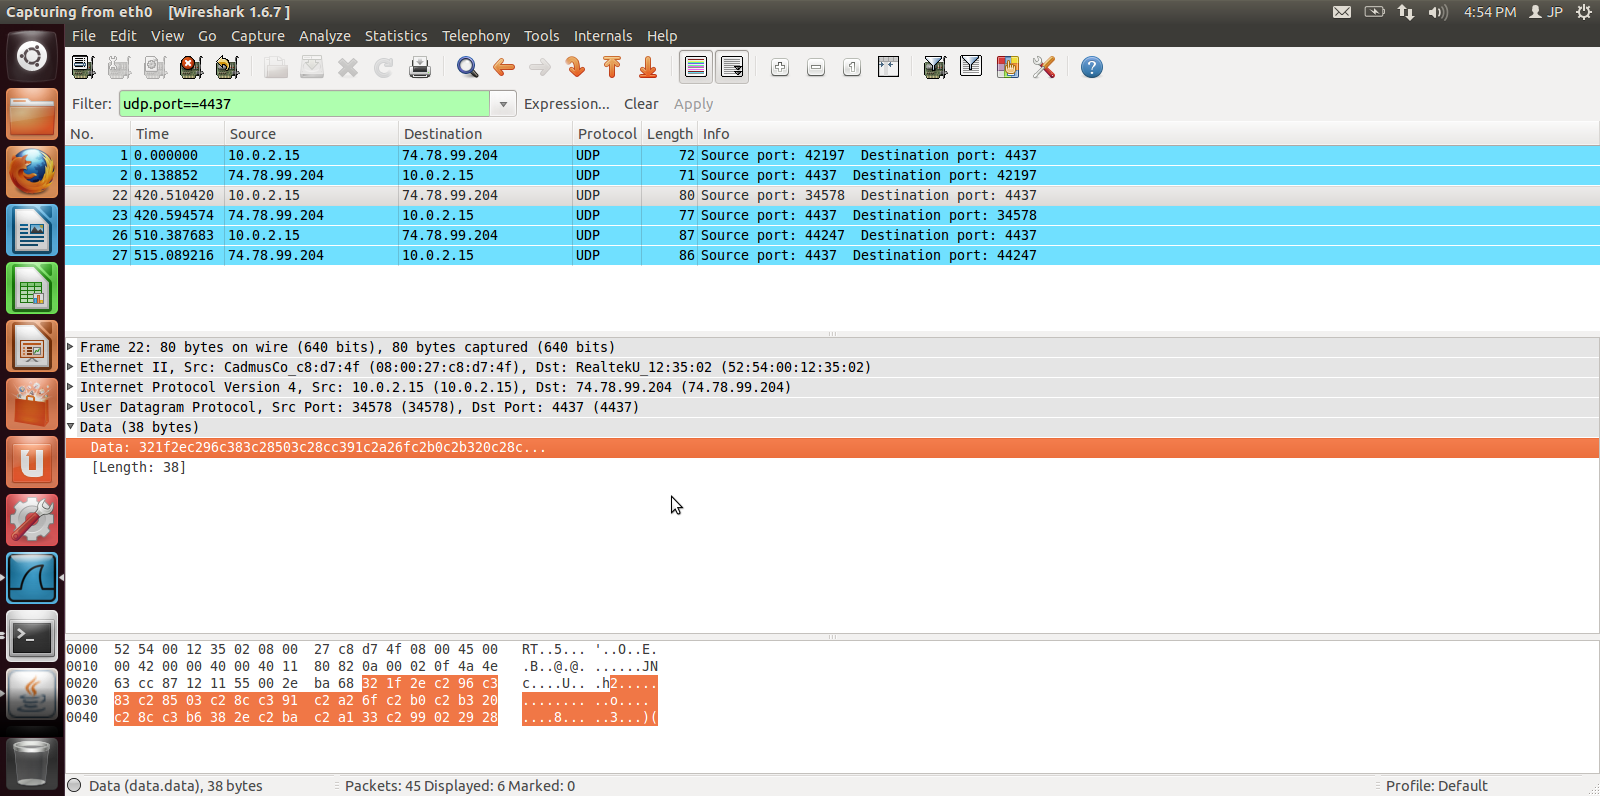 Capturing from eth0 [Wireshark 1.6.7 ] 4:54 PM JP
File Edit View Go Capture Analyze Statistics Telephony Tools Internals Help
Filter: udp.port==4437 Expression... Clear Apply
No. Time Source Destination Protocol Length Info
1 0.000000 10.0.2.15 74.78.99.204 UDP 72 Source port: 42197 Destination port: 4437
2 0.138852 74.78.99.204 10.0.2.15 UDP 71 Source port: 4437 Destination port: 42197
22 420.510420 10.0.2.15 74.78.99.204 UDP 80 Source port: 34578 Destination port: 4437
23 420.594574 74.78.99.204 10.0.2.15 UDP 77 Source port: 4437 Destination port: 34578
26 510.387683 10.0.2.15 74.78.99.204 UDP 87 Source port: 44247 Destination port: 4437
27 515.089216 74.78.99.204 10.0.2.15 UDP 86 Source port: 4437 Destination port: 44247
Frame 22: 80 bytes on wire (640 bits), 80 bytes captured (640 bits)
Ethernet II, Src: CadmusCo_c8:d7:4f (08:00:27:c8:d7:4f), Dst: RealtekU_12:35:02 (52:54:00:12:35:02)
Internet Protocol Version 4, Src: 10.0.2.15 (10.0.2.15), Dst: 74.78.99.204 (74.78.99.204)
User Datagram Protocol, Src Port: 34578 (34578), Dst Port: 4437 (4437)
Data (38 bytes)
Data: 321f2ec296c383c28503c28cc391c2a26fc2b0c2b320c28c...
[Length: 38]
0000 52 54 00 12 35 02 08 00 27 c8 d7 4f 08 00 45 00 RT..5... '..O..E.
0010 00 42 00 00 40 00 40 11 80 82 0a 00 02 0f 4a 4e .B..@.@. ......JN
0020 63 cc 87 12 11 55 00 2e ba 68 32 1f 2e c2 96 c3 c....U.. .h2.....
0030 83 c2 85 03 c2 8c c3 91 c2 a2 6f c2 b0 c2 b3 20 ........ ..o....
0040 c2 8c c3 b6 38 2e c2 ba c2 a1 33 c2 99 02 29 28 ....8... ..3...)(
Data (data.data), 38 bytes Packets: 45 Displayed: 6 Marked: 0 Profile: Default